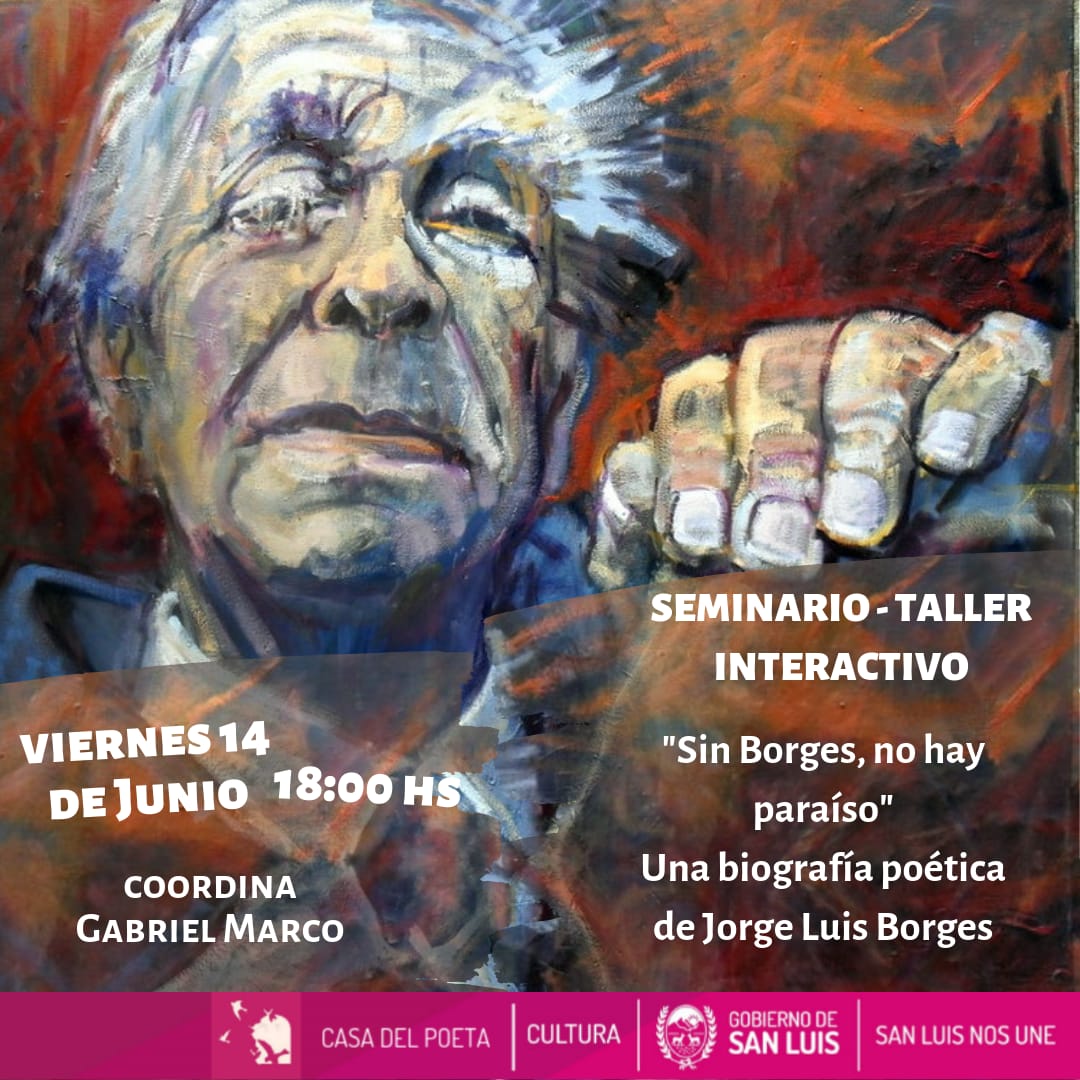 SEMINARIO - TALLER
INTERACTIVO
"Sin Borges, no hay
paraíso"
Una biografía poética
de Jorge Luis Borges
VIERNES 14
DE JUNIO 18:00 HS
COORDINA
GABRIEL MARCO
CASA DEL POETA
CULTURA
GOBIERNO DE
SAN LUIS
SAN LUIS NOS UNE